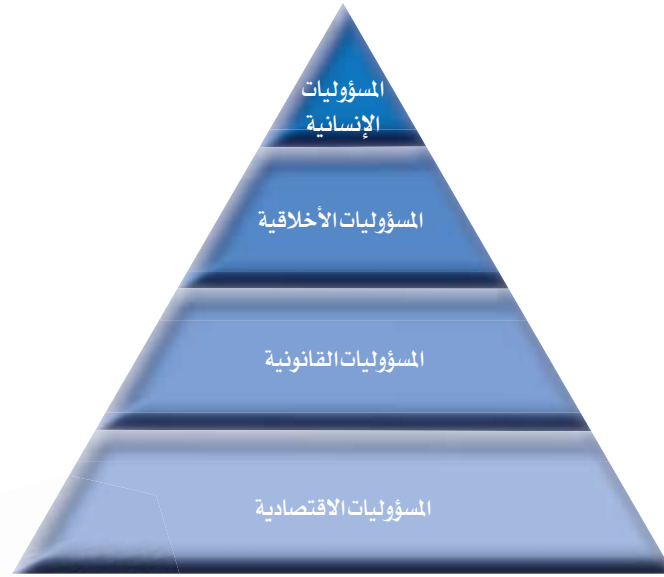 المسؤوليات
الإنسانية
المسؤوليات الأخلاقية
المسؤوليات القانونية
المسؤوليات الاقتصادية